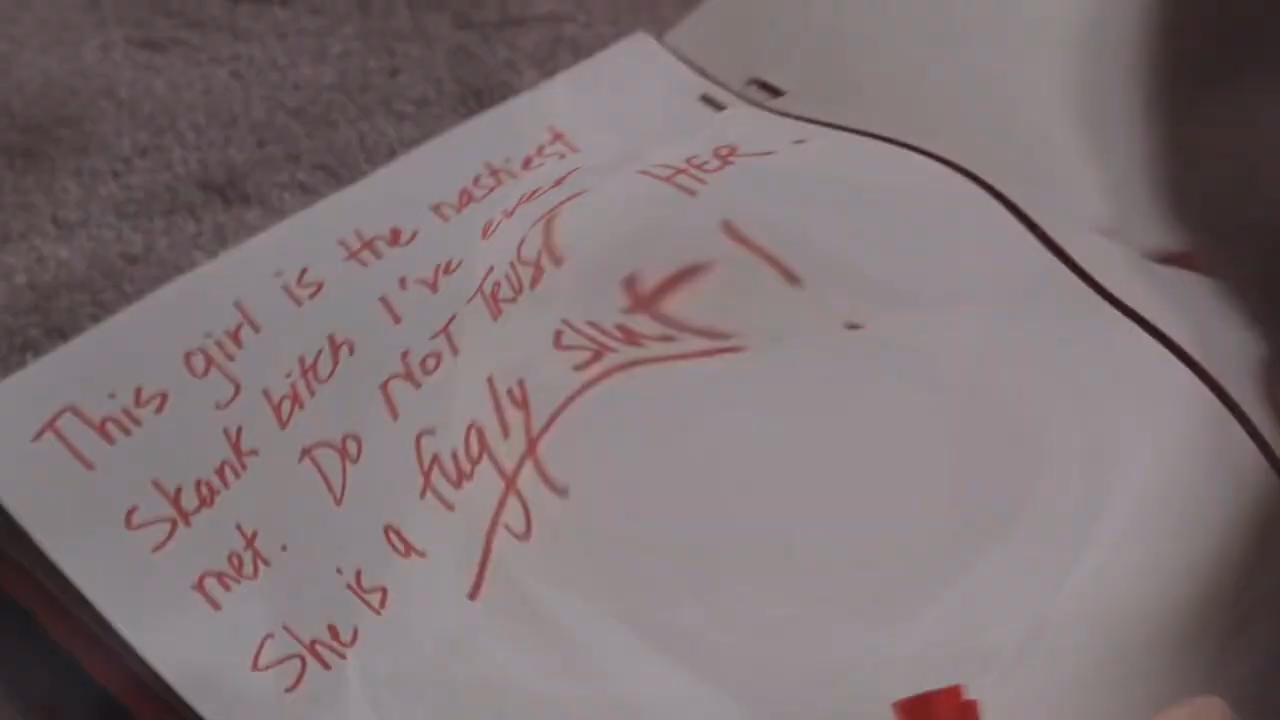 This girl is the nastiest
Skank bitch I've ever
met. Do NOT TRUST HER.
She is a fugly slut!